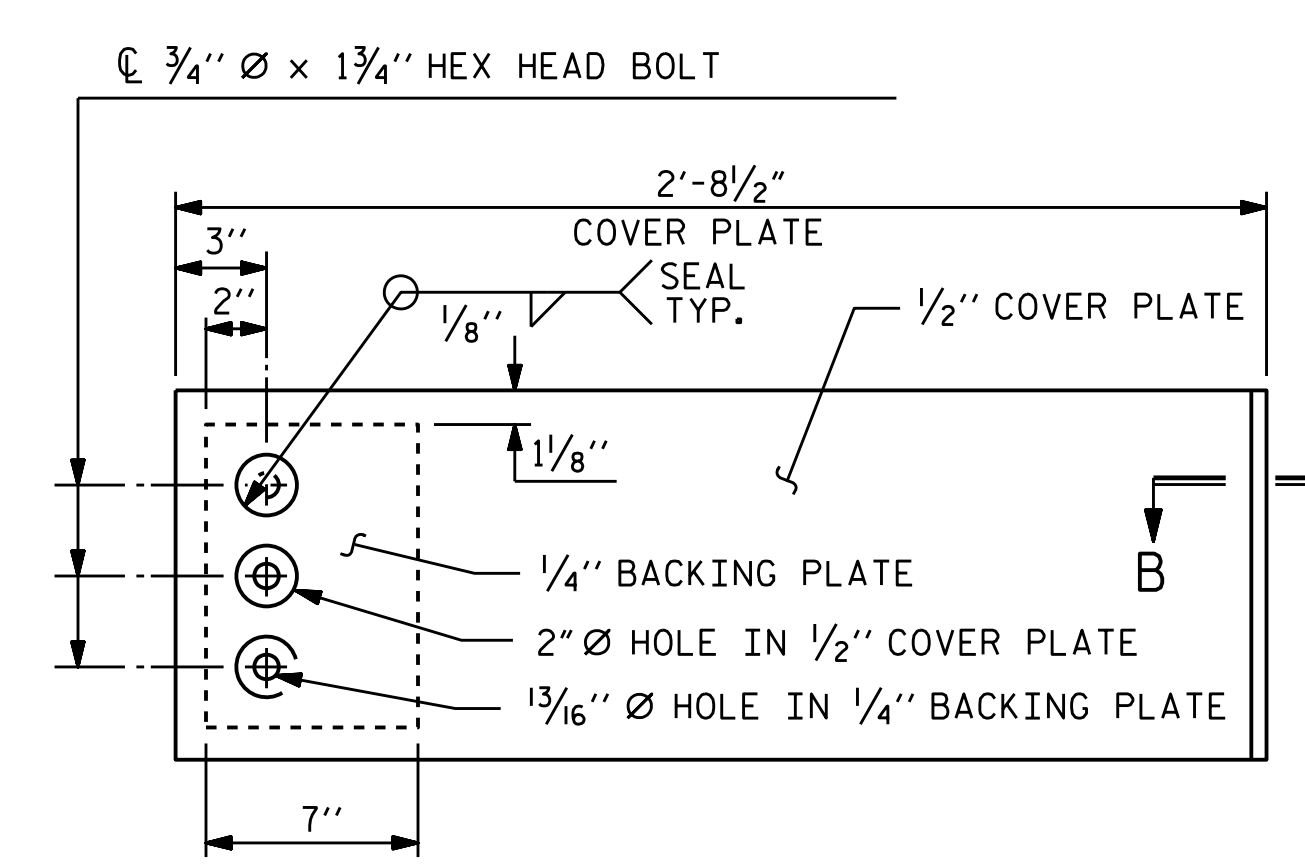 ℄ 3/4'' Ø x 1 3/4'' HEX HEAD BOLT
2'-8 1/2"
COVER PLATE
3''
2''
SEAL
TYP.
1/8''
1/2'' COVER PLATE
1 1/8''
1/4'' BACKING PLATE
B
2" Ø HOLE IN 1/2'' COVER PLATE
13/16'' Ø HOLE IN 1/4'' BACKING PLATE
7''